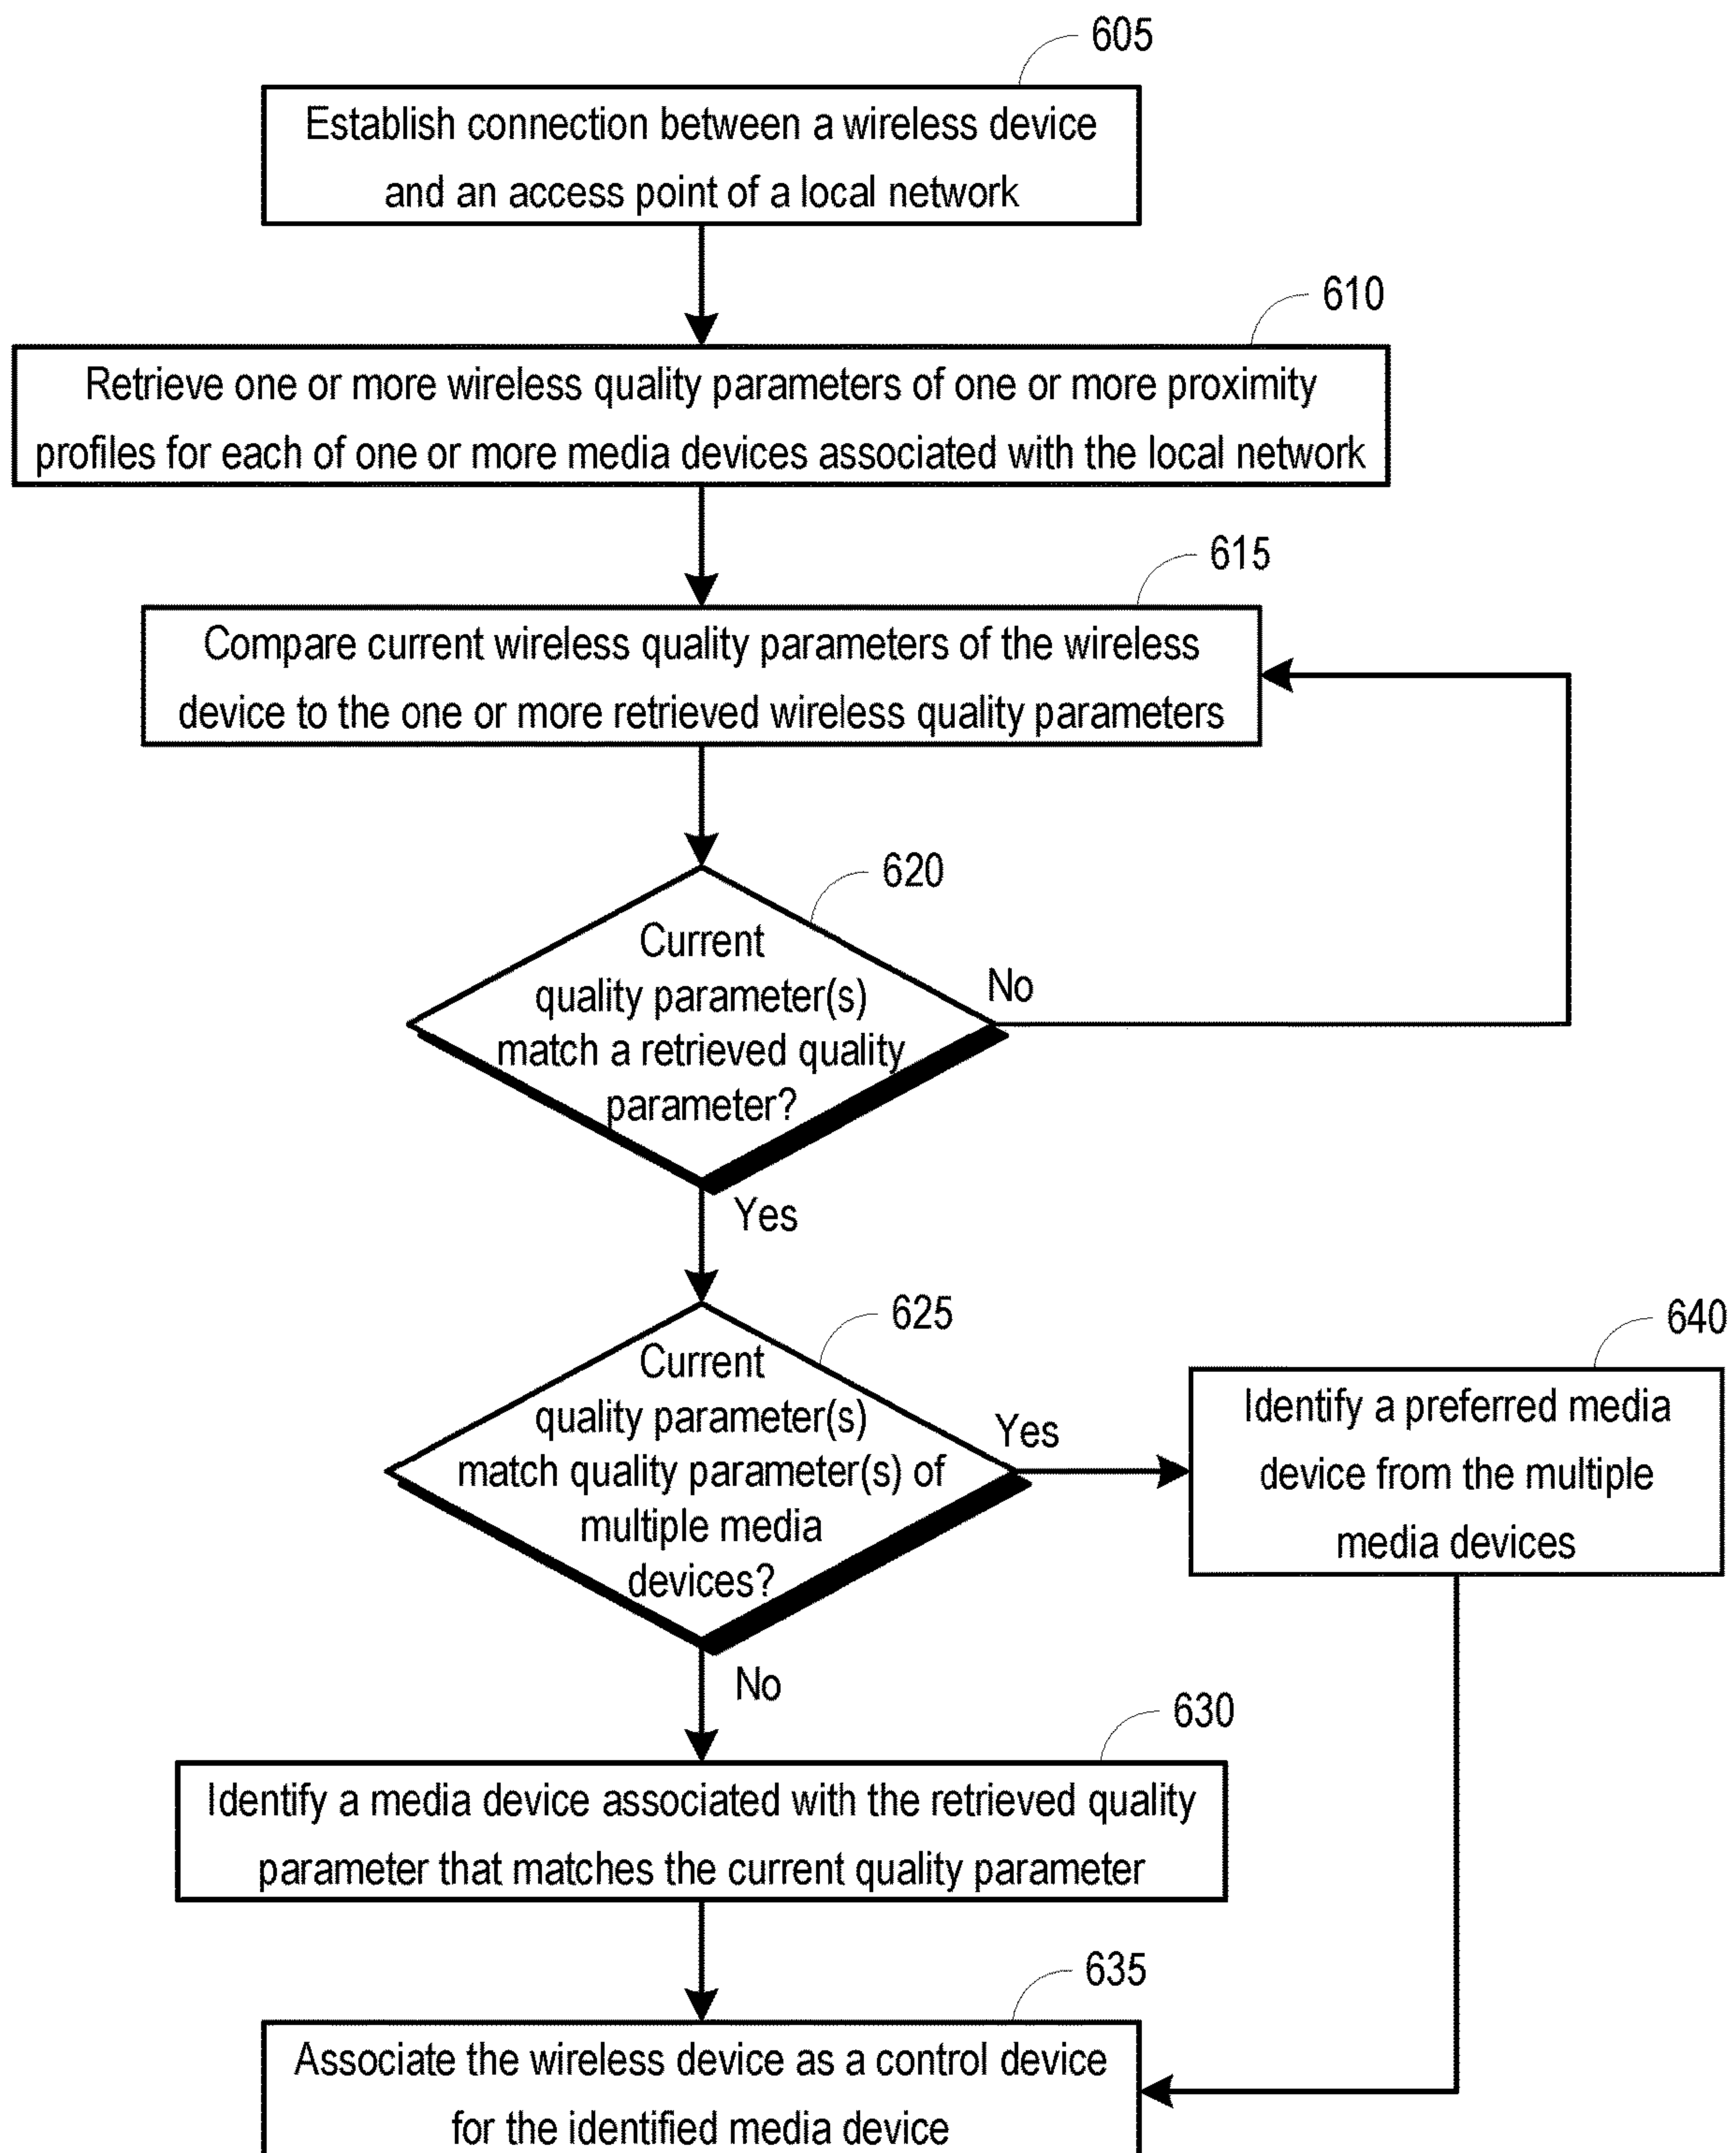 605
Establish connection between a wireless device
and an access point of a local network
610
Retrieve one or more wireless quality parameters of one or more proximity
profiles for each of one or more media devices associated with the local network
615
Compare current wireless quality parameters of the wireless
device to the one or more retrieved wireless quality parameters
620
Current
quality parameter(s)
match a retrieved quality
parameter?
No
Yes
625
Current
quality parameter(s)
match quality parameter(s) of
multiple media
devices?
Yes
640
Identify a preferred media
device from the multiple
media devices
No
630
Identify a media device associated with the retrieved quality
parameter that matches the current quality parameter
635
Associate the wireless device as a control device
for the identified media device